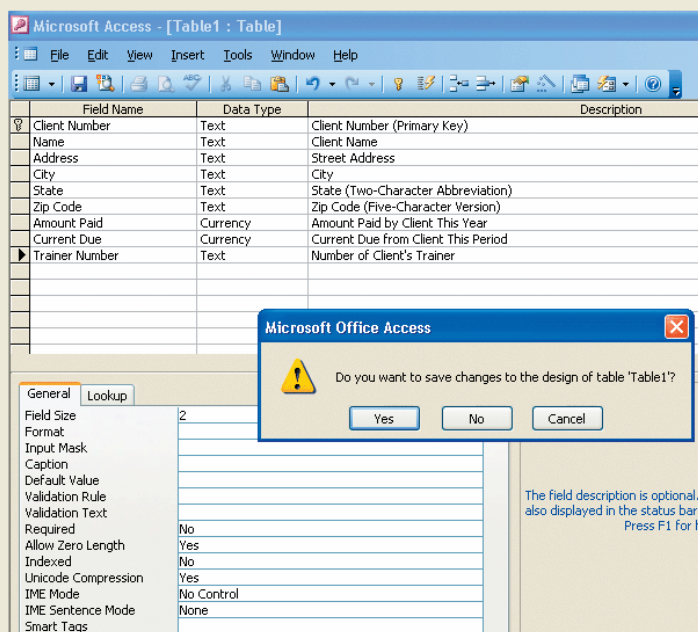 Microsoft Access - [Table1 : Table]
File Edit View Insert Tools Window Help
Field Name Data Type Description
Client Number Text Client Number (Primary Key)
Name Text Client Name
Address Text Street Address
City Text City
State Text State (Two-Character Abbreviation)
Zip Code Text Zip Code (Five-Character Version)
Amount Paid Currency Amount Paid by Client This Year
Current Due Currency Current Due from Client This Period
Trainer Number Text Number of Client's Trainer
Microsoft Office Access
Do you want to save changes to the design of table 'Table1'?
Yes No Cancel
General Lookup
Field Size 2
Format
Input Mask
Caption
Default Value
Validation Rule
Validation Text
Required No
Allow Zero Length Yes
Indexed No
Unicode Compression Yes
IME Mode No Control
IME Sentence Mode None
Smart Tags
The field description is optional.
also displayed in the status bar
Press F1 for